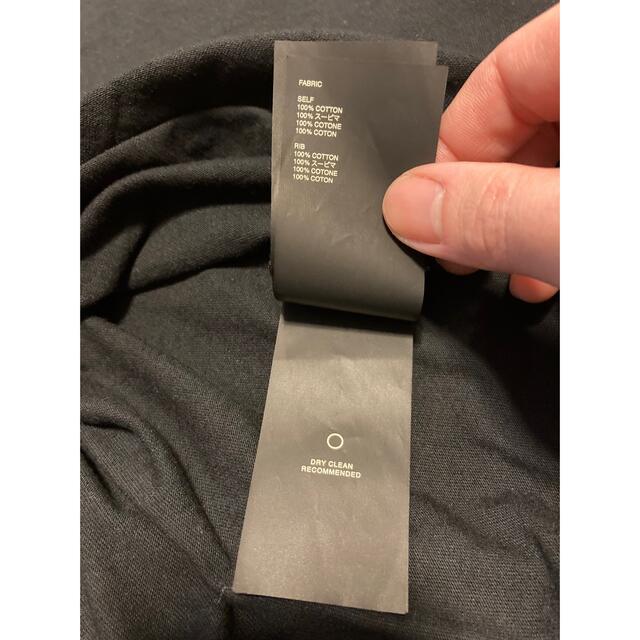 FABRIC
SELF
100% COTTON
100% スーピマ
100% COTONE
100% COTON
RIB
100% COTTON
100% スーピマ
100% COTONE
100% COTON
DRY CLEAN
RECOMMENDED